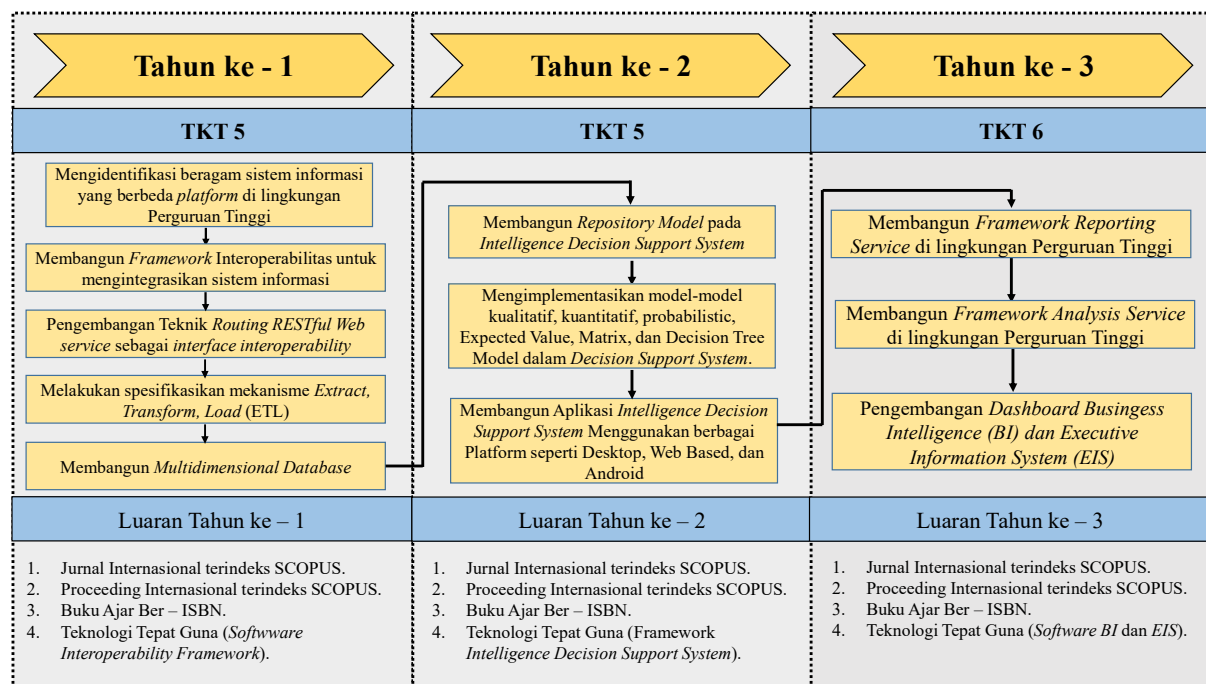 Tahun ke - 1
TKT 5
Mengidentifikasi beragam sistem informasi
yang berbeda platform di lingkungan
Perguruan Tinggi
Membangun Framework Interoperabilitas untuk
mengintegrasikan sistem informasi
Pengembangan Teknik Routing RESTful Web
service sebagai interface interoperability
Melakukan spesifikasikan mekanisme Extract,
Transform, Load (ETL)
Membangun Multidimensional Database
Luaran Tahun ke – 1
1. Jurnal Internasional terindeks SCOPUS.
2. Proceeding Internasional terindeks SCOPUS.
3. Buku Ajar Ber – ISBN.
4. Teknologi Tepat Guna (Softwware
Interoperability Framework).
Tahun ke - 2
TKT 5
Membangun Repository Model pada
Intelligence Decision Support System
Mengimplementasikan model-model
kualitatif, kuantitatif, probabilistic,
Expected Value, Matrix, dan Decision Tree
Model dalam Decision Support System.
Membangun Aplikasi Intelligence Decision
Support System Menggunakan berbagai
Platform seperti Desktop, Web Based, dan
Android
Luaran Tahun ke – 2
1. Jurnal Internasional terindeks SCOPUS.
2. Proceeding Internasional terindeks SCOPUS.
3. Buku Ajar Ber – ISBN.
4. Teknologi Tepat Guna (Framework
Intelligence Decision Support System).
Tahun ke - 3
TKT 6
Membangun Framework Reporting
Service di lingkungan Perguruan Tinggi
Membangun Framework Analysis Service
di lingkungan Perguruan Tinggi
Pengembangan Dashboard Busingess
Intelligence (BI) dan Executive
Information System (EIS)
Luaran Tahun ke – 3
1. Jurnal Internasional terindeks SCOPUS.
2. Proceeding Internasional terindeks SCOPUS.
3. Buku Ajar Ber – ISBN.
4. Teknologi Tepat Guna (Software BI dan EIS).